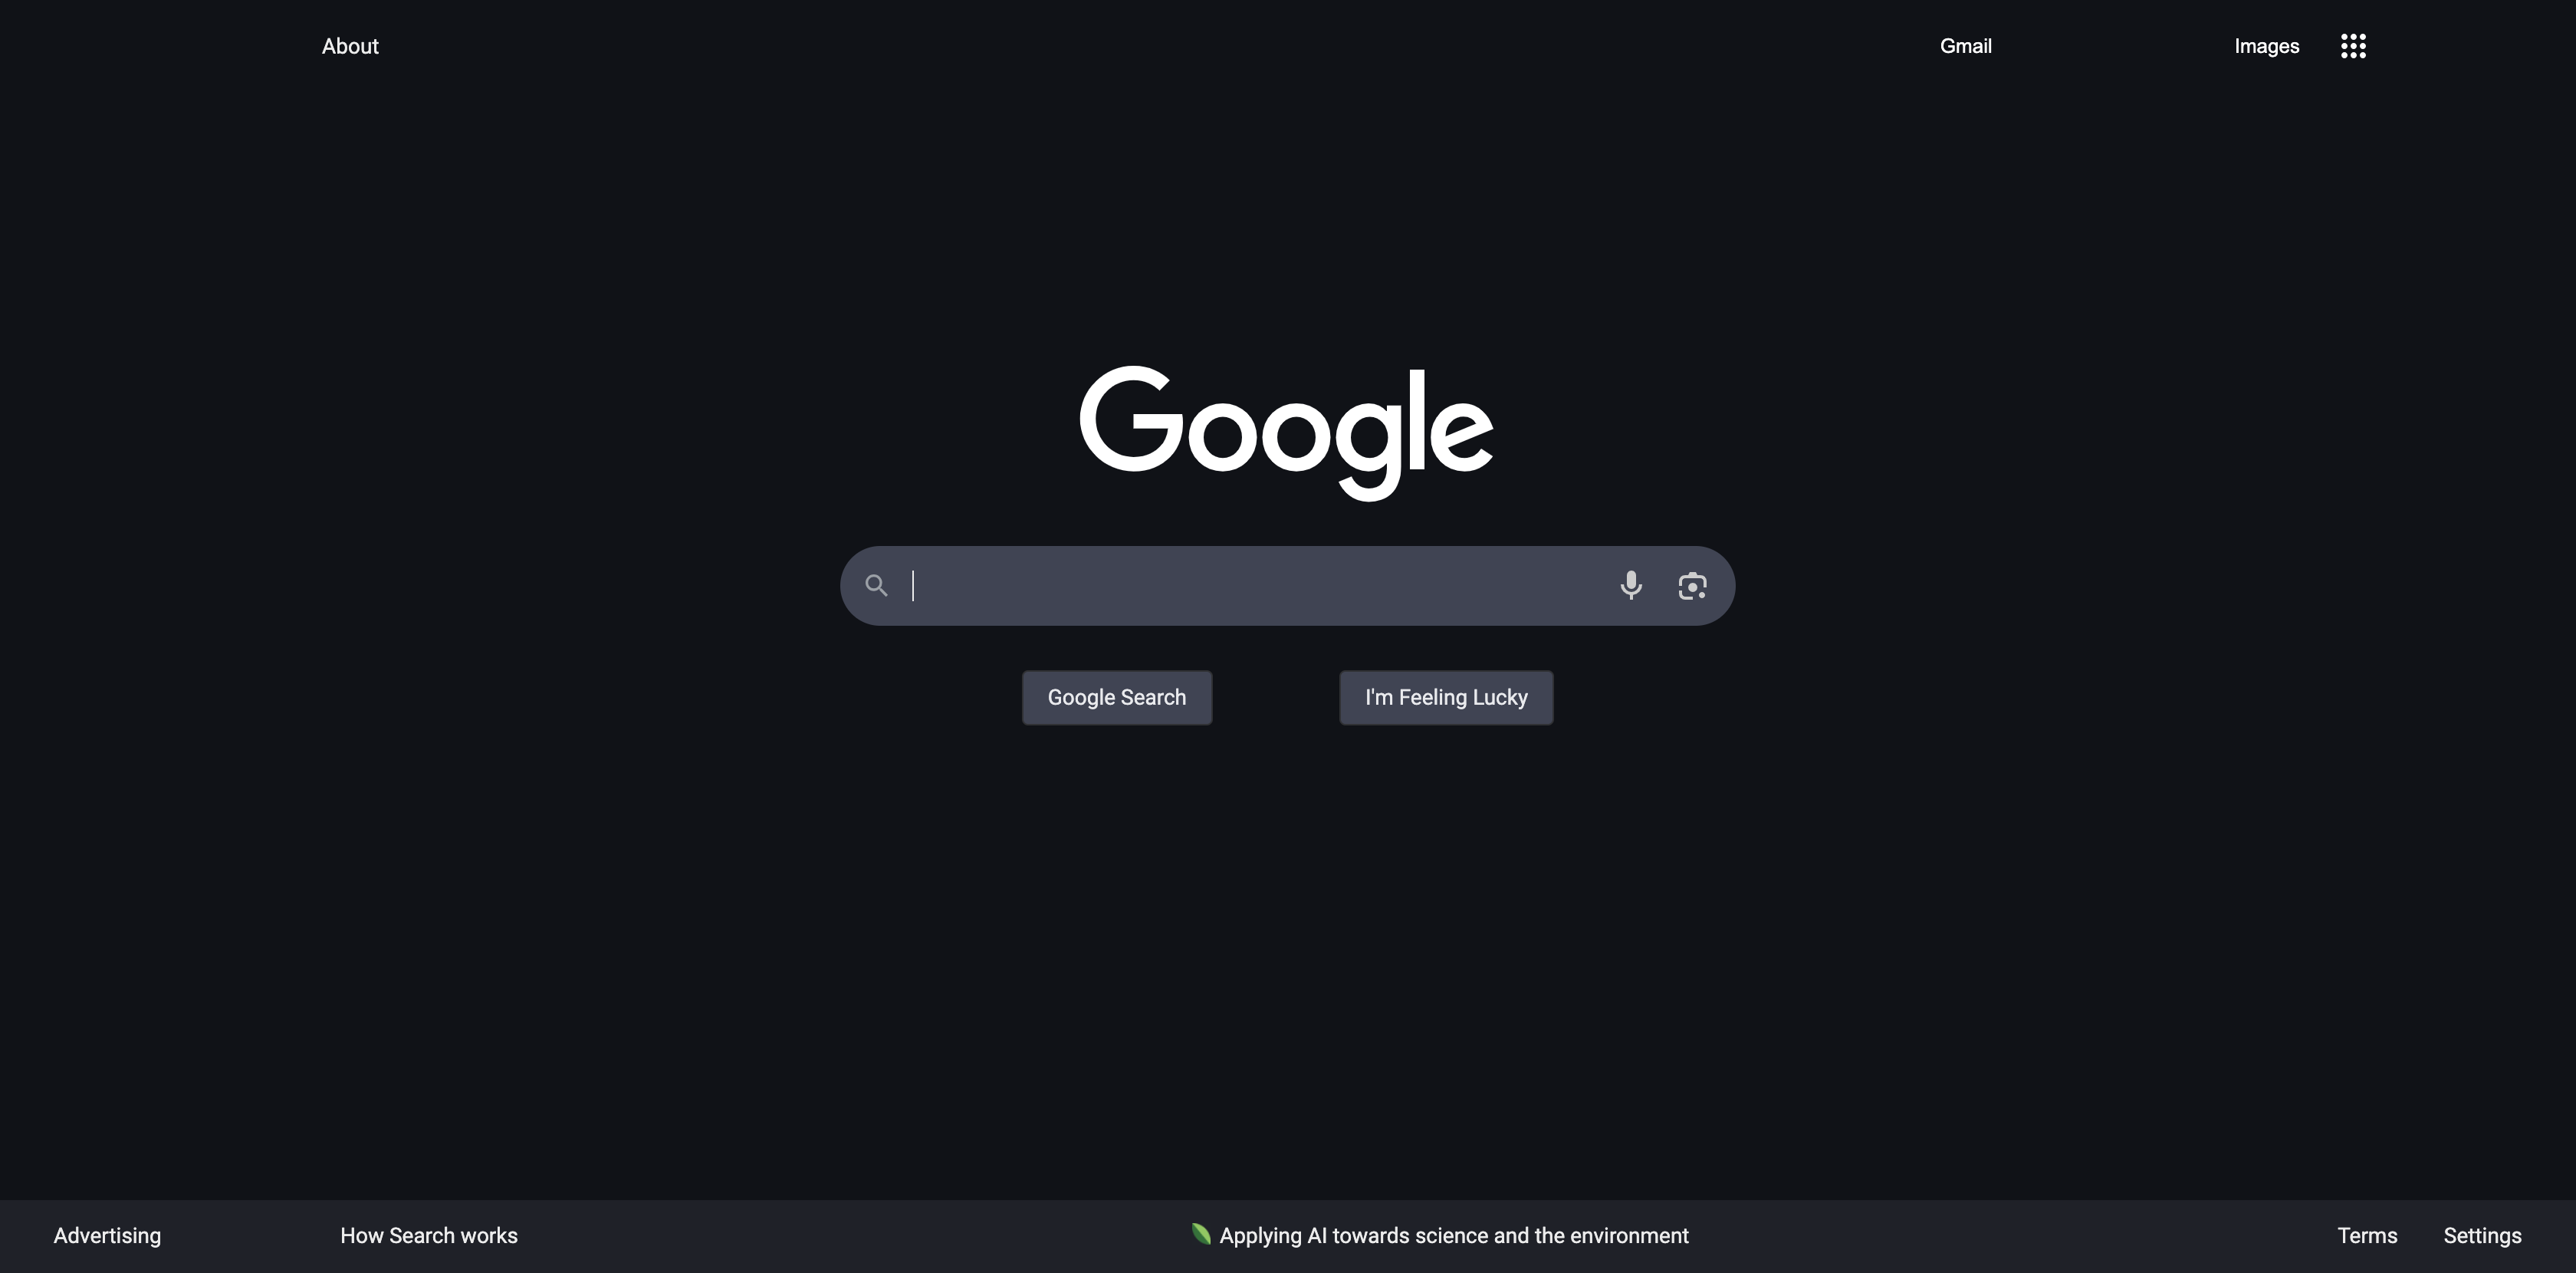 About Gmail Images
Google
Google Search I'm Feeling Lucky
Advertising How Search works Applying AI towards science and the environment Terms Settings